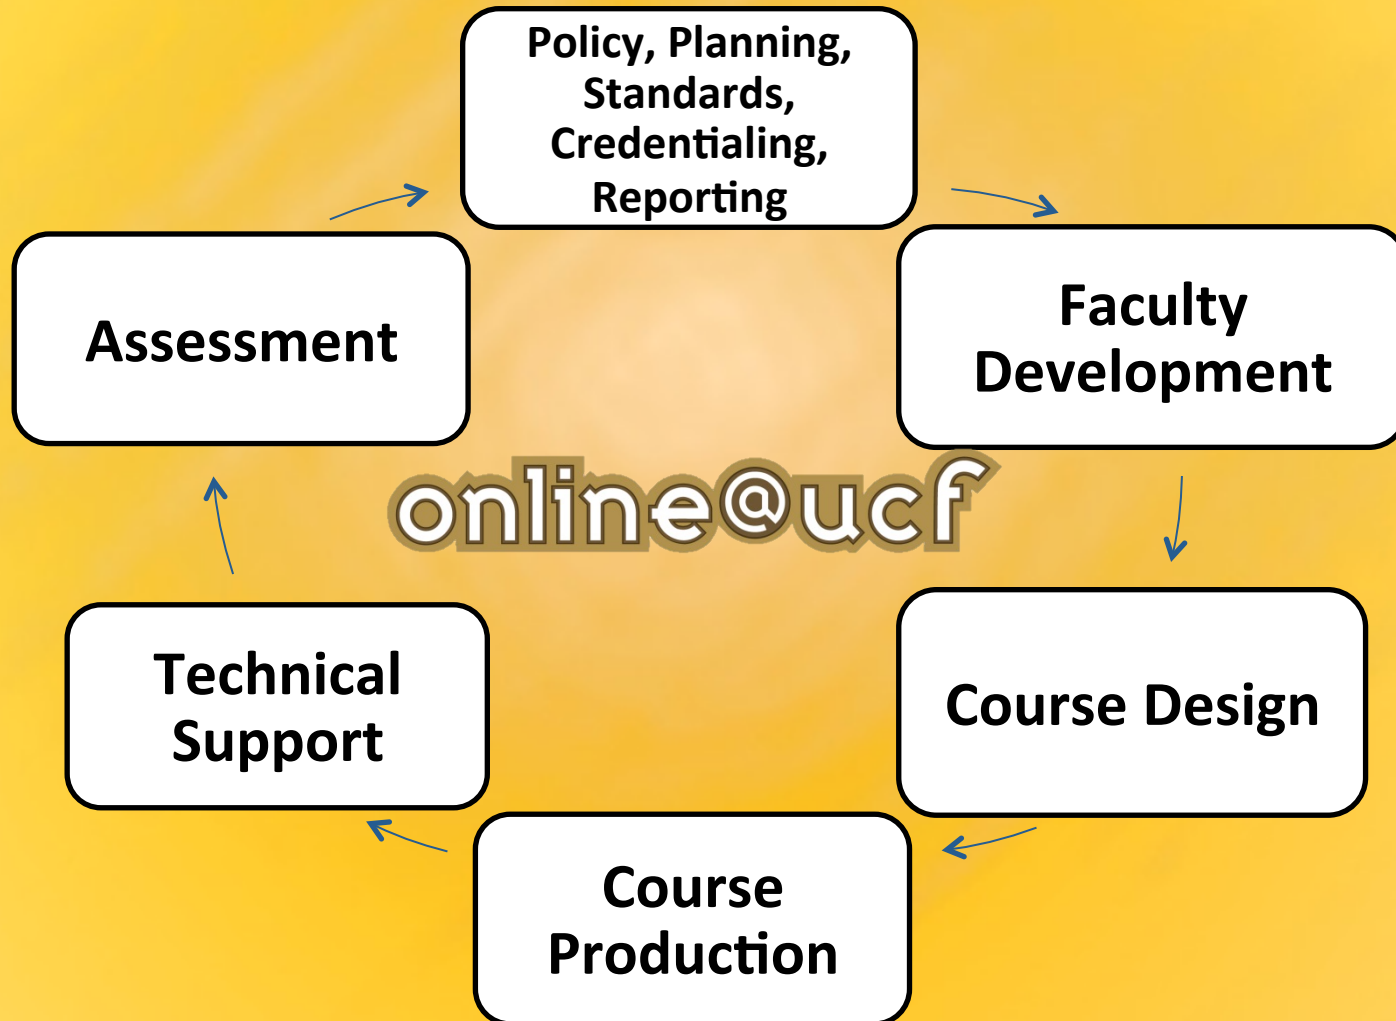 Policy, Planning,
Standards,
Credentialing,
Reporting
Faculty
Development
Course Design
Course
Production
Technical
Support
Assessment
online@ucf